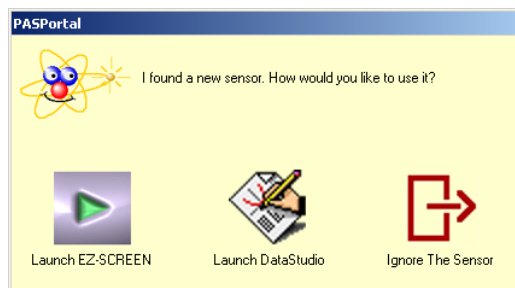 PASPortal
I found a new sensor. How would you like to use it?
Launch EZ-SCREEN
Launch DataStudio
Ignore The Sensor